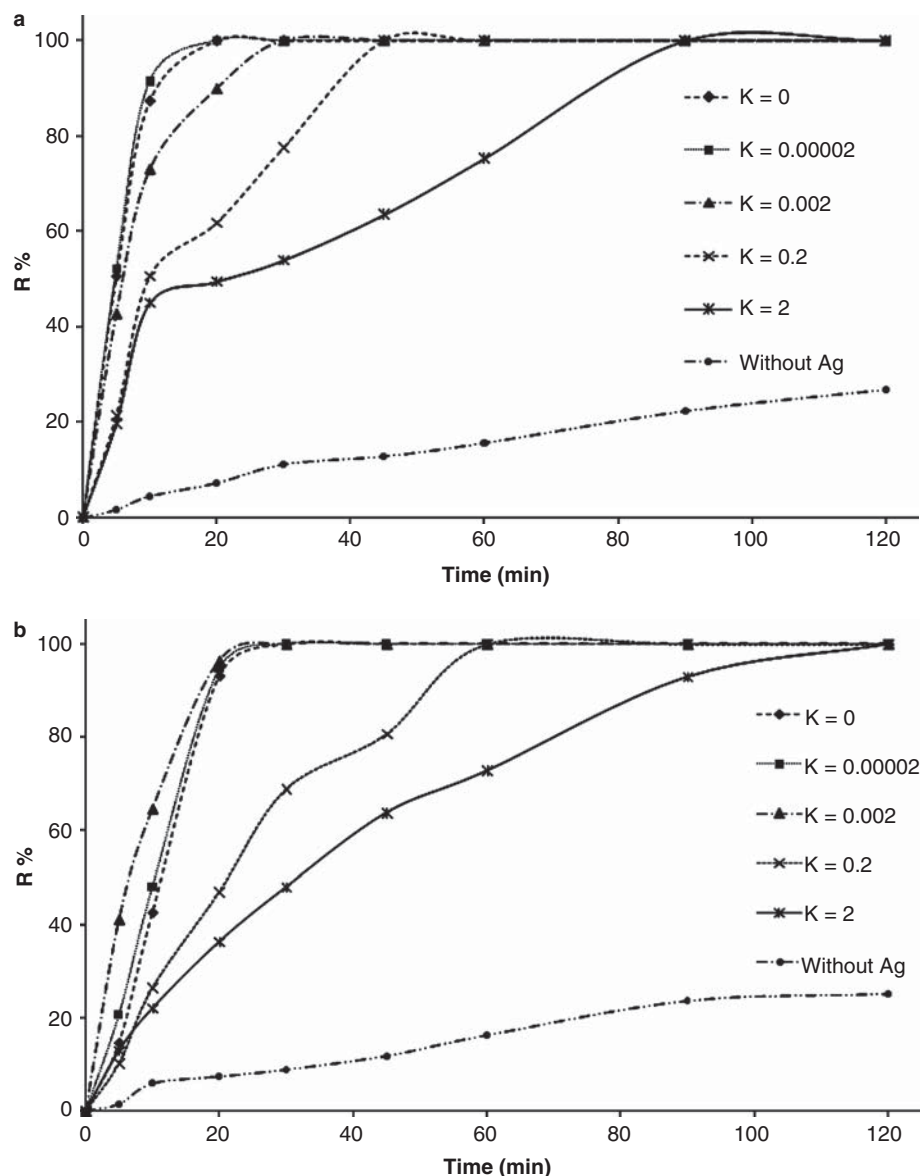 a
100
80
60
40
20
0
R %
K = 0
K = 0.00002
K = 0.002
K = 0.2
K = 2
Without Ag
0 20 40 60 80 100 120
Time (min)
b
100
80
60
40
20
0
R %
K = 0
K = 0.00002
K = 0.002
K = 0.2
K = 2
Without Ag
0 20 40 60 80 100 120
Time (min)